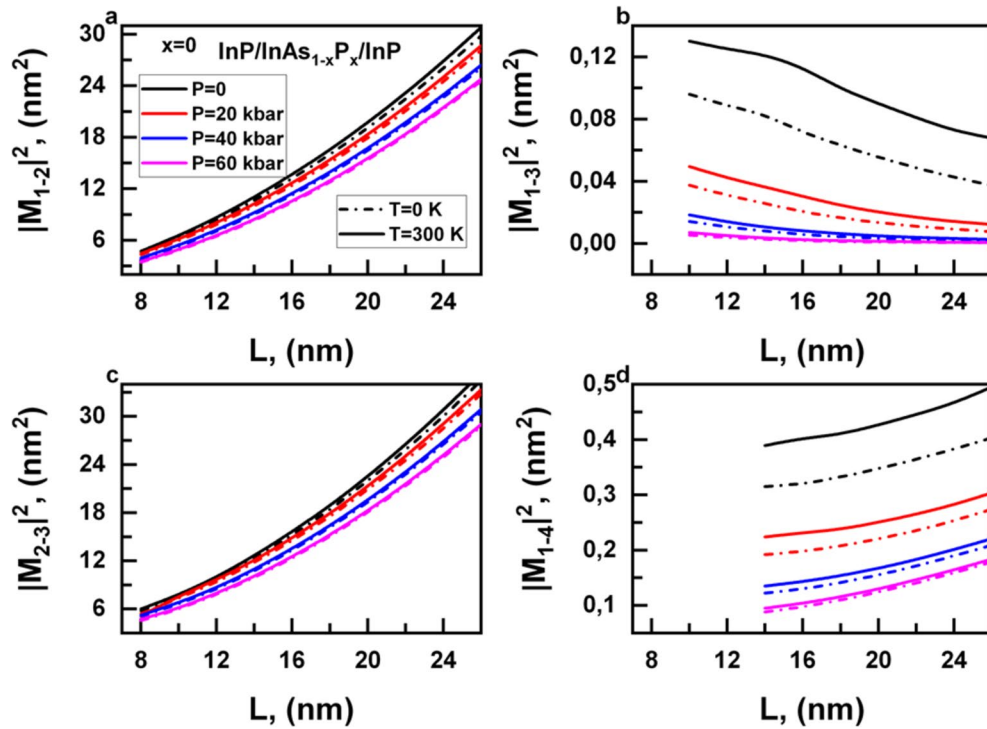 a
x=0 InP/InAs1-xPx/InP
P=0
P=20 kbar
P=40 kbar
P=60 kbar
T=0 K
T=300 K
|M1-2|², (nm²)
30
24
18
12
6
8 12 16 20 24
L, (nm)
b
|M1-3|², (nm²)
0,12
0,08
0,04
0,00
8 12 16 20 24
L, (nm)
c
|M2-3|², (nm²)
30
24
18
12
6
8 12 16 20 24
L, (nm)
d
|M1-4|², (nm²)
0,5
0,4
0,3
0,2
0,1
8 12 16 20 24
L, (nm)